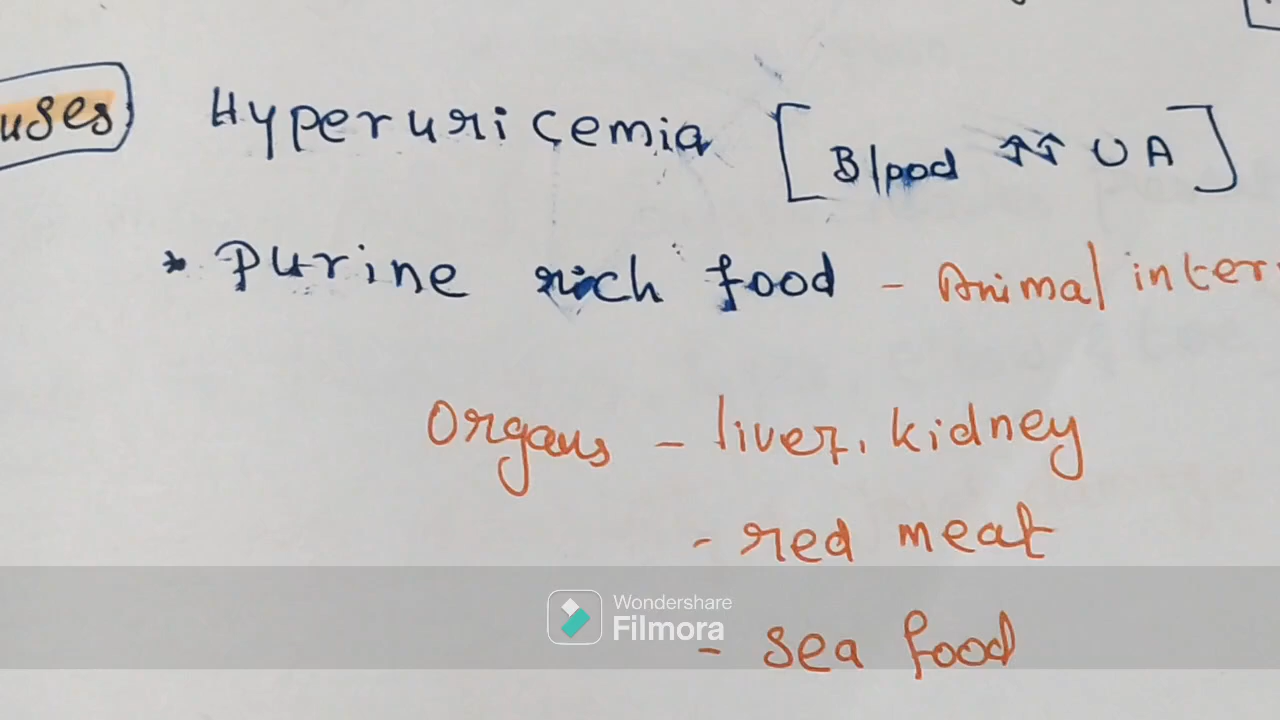 uses Hyperuricemia [Blood ↑↑ UA]
* Purine rich food - Animal inter
Organs - liver, kidney
- red meat
Wondershare
Filmora
- sea food